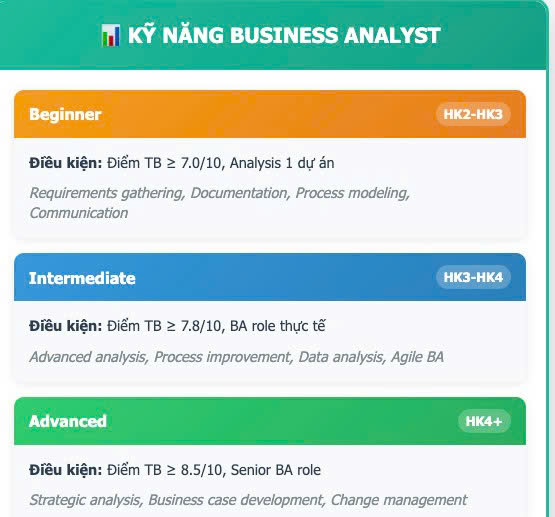 KỸ NĂNG BUSINESS ANALYST
Beginner
HK2-HK3
Điều kiện: Điểm TB ≥ 7.0/10, Analysis 1 dự án
Requirements gathering, Documentation, Process modeling,
Communication
Intermediate
HK3-HK4
Điều kiện: Điểm TB ≥ 7.8/10, BA role thực tế
Advanced analysis, Process improvement, Data analysis, Agile BA
Advanced
HK4+
Điều kiện: Điểm TB ≥ 8.5/10, Senior BA role
Strategic analysis, Business case development, Change management